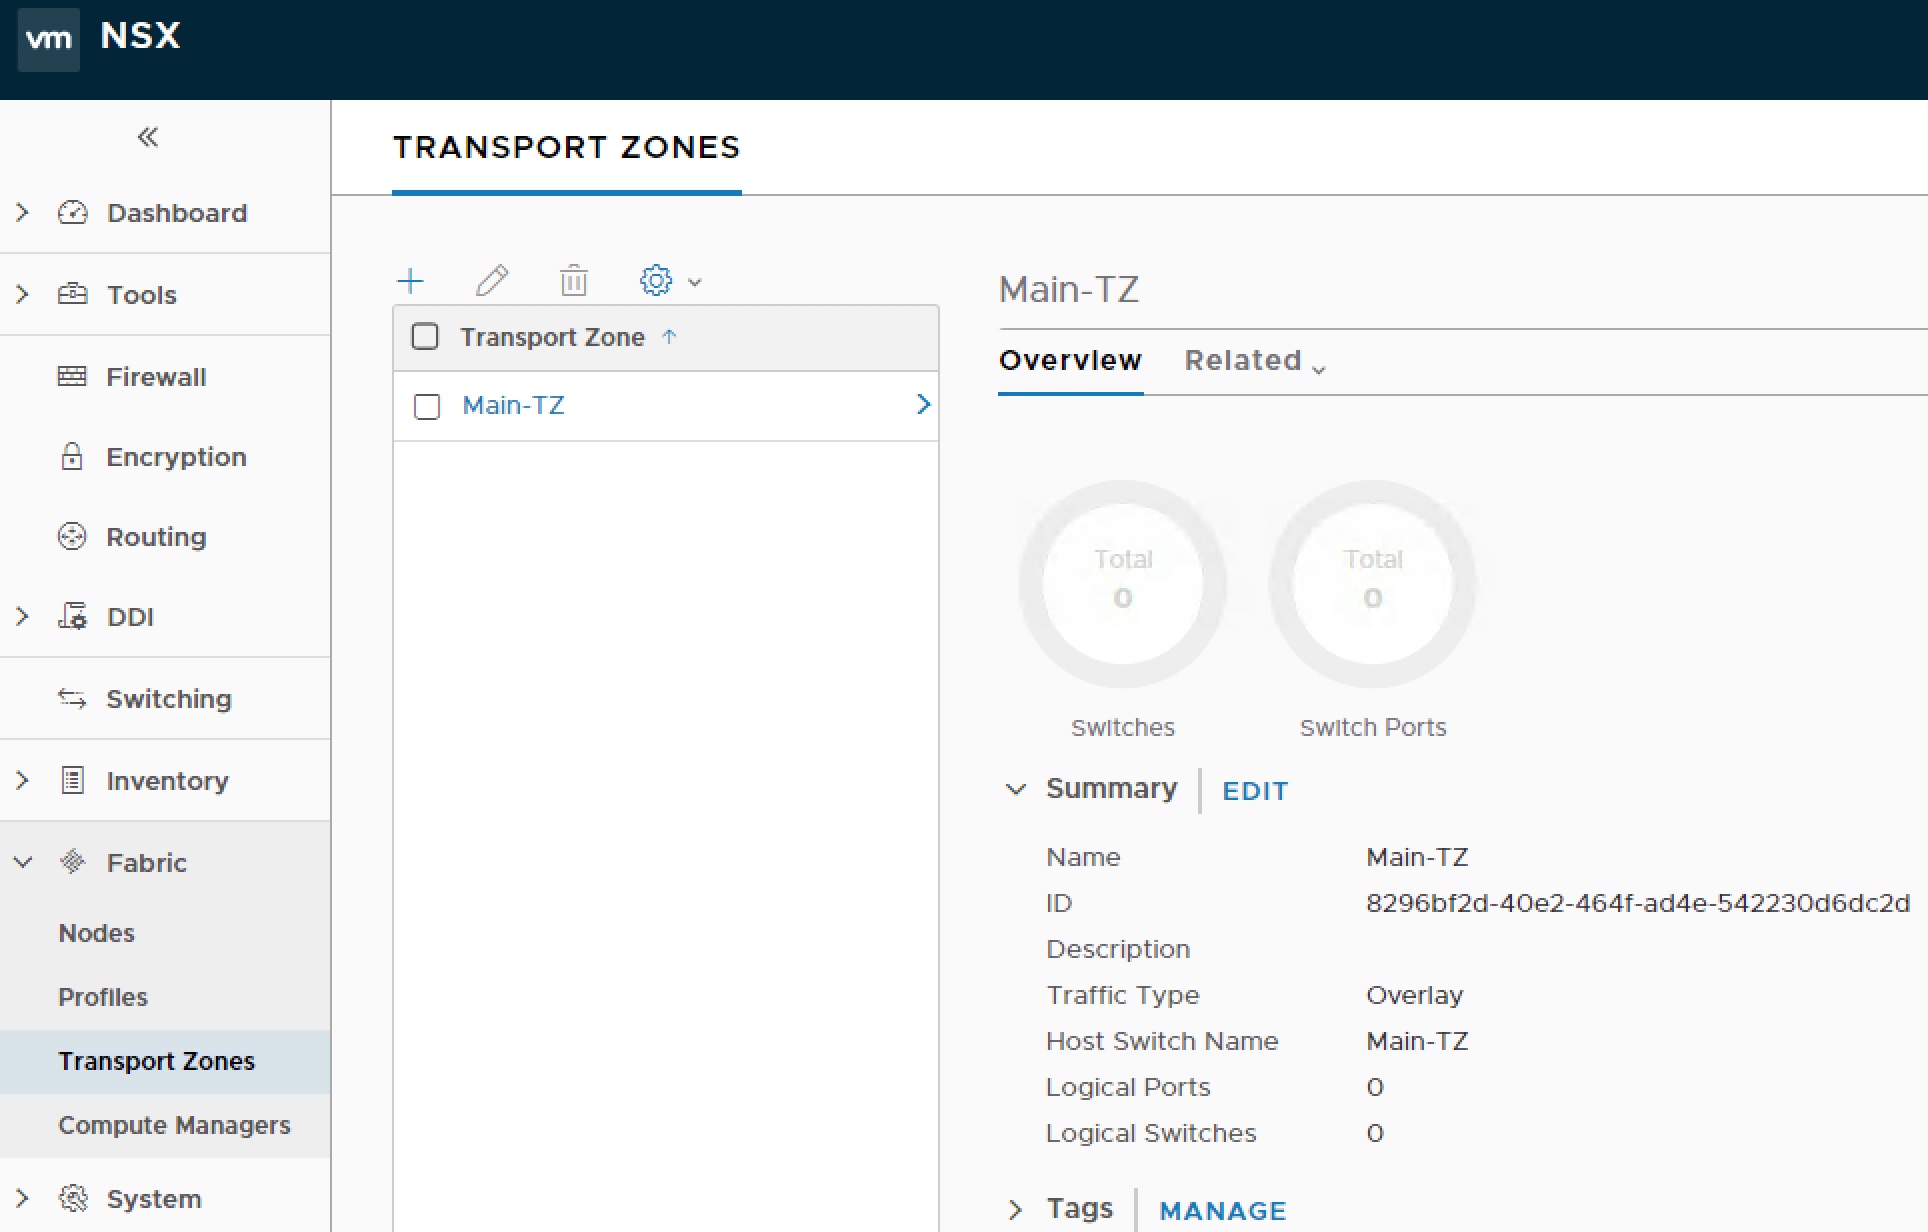 vm NSX
TRANSPORT ZONES
Dashboard
Tools
Firewall
Encryption
Routing
DDI
Switching
Inventory
Fabric
Nodes
Profiles
Transport Zones
Compute Managers
System
Transport Zone
Main-TZ
Main-TZ
Overview Related
Total Total
0 0
Switches Switch Ports
Summary EDIT
Name Main-TZ
ID 8296bf2d-40e2-464f-ad4e-542230d6dc2d
Description
Traffic Type Overlay
Host Switch Name Main-TZ
Logical Ports 0
Logical Switches 0
Tags MANAGE